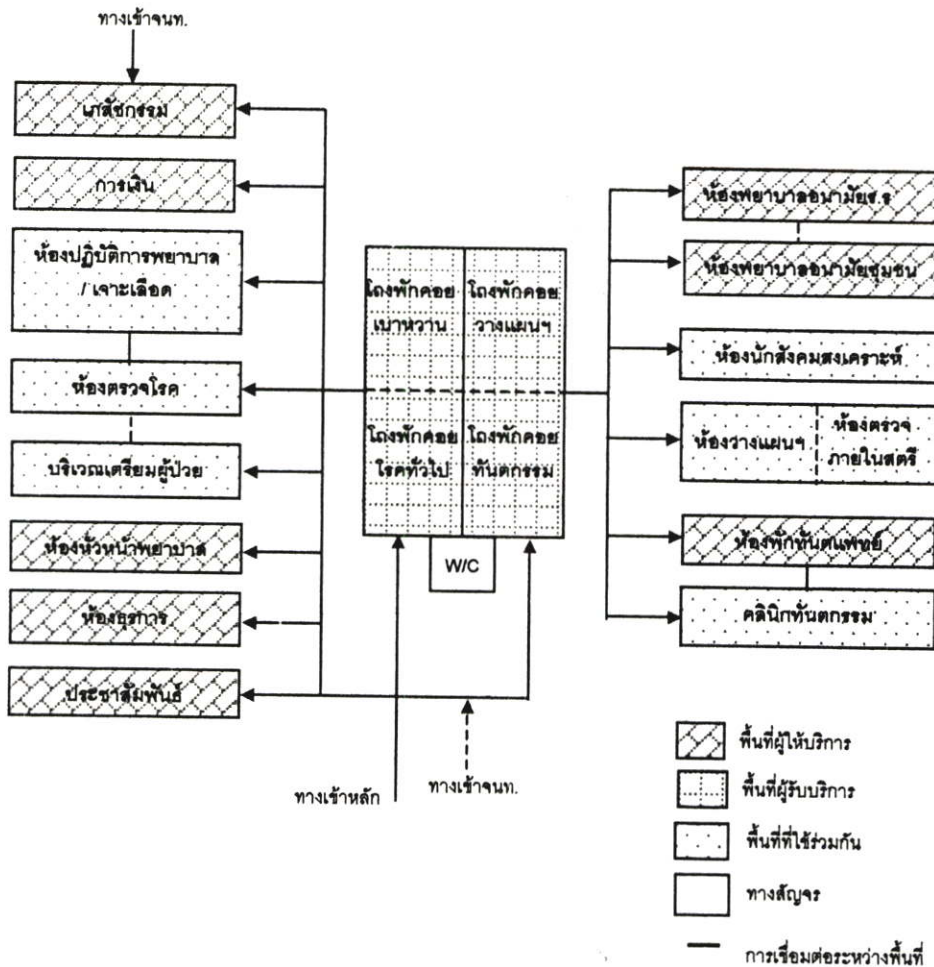 ทางเข้าจนท.
เภสัชกรรม
การเงิน
ห้องปฏิบัติการพยาบาล
/ เจาะเลือด
ห้องตรวจโรค
บริเวณเตรียมผู้ป่วย
ห้องหัวหน้าพยาบาล
ห้องธุรการ
ประชาสัมพันธ์
โถงพักคอย
เบาหวาน
โถงพักคอย
วางแผนฯ
โถงพักคอย
โรคทั่วไป
โถงพักคอย
ทันตกรรม
W/C
ทางเข้าหลัก
ทางเข้าจนท.
ห้องพยาบาลอนามัยร.ร
ห้องพยาบาลอนามัยชุมชน
ห้องนักสังคมสงเคราะห์
ห้องวางแผนฯ
ห้องตรวจ
ภายในสตรี
ห้องพักทันตแพทย์
คลินิกทันตกรรม
พื้นที่ผู้ให้บริการ
พื้นที่ผู้รับบริการ
พื้นที่ที่ใช้ร่วมกัน
ทางสัญจร
การเชื่อมต่อระหว่างพื้นที่